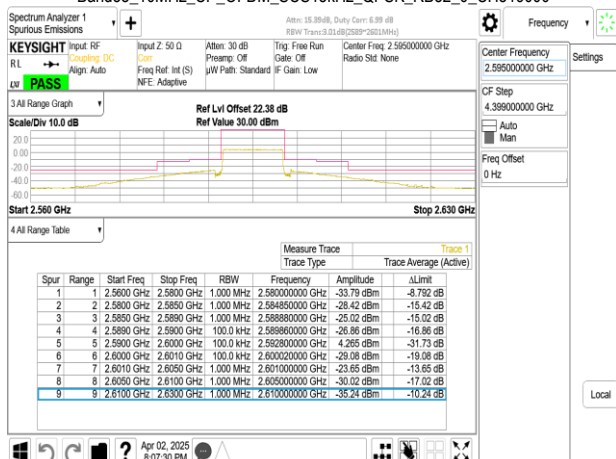 Spectrum Analyzer 1
Spurious Emissions
Attn: 15.39dB, Duty Corr: 6.99 dB
RBW Trans:3.01dB(2589~2601MHz)
Frequency
KEYSIGHT
RL
PASS
Input: RF
Coupling: DC
Align: Auto
Input Z: 50 Ω
Corr
Freq Ref: Int (S)
NFE: Adaptive
Atten: 30 dB
Preamp: Off
µW Path: Standard
Trig: Free Run
Gate: Off
IF Gain: Low
Center Freq: 2.595000000 GHz
Radio Std: None
Center Frequency
2.595000000 GHz
Settings
CF Step
4.399000000 GHz
Auto
Man
Freq Offset
0 Hz
3 All Range Graph
Scale/Div 10.0 dB
Ref Lvl Offset 22.38 dB
Ref Value 30.00 dBm
20.0
0.00
-20.0
-40.0
-60.0
Start 2.560 GHz
Stop 2.630 GHz
4 All Range Table
Measure Trace Trace 1
Trace Type Trace Average (Active)
Spur Range Start Freq Stop Freq RBW Frequency Amplitude ΔLimit
1 1 2.5600 GHz 2.5800 GHz 1.000 MHz 2.580000000 GHz -33.79 dBm -8.792 dB
2 2 2.5800 GHz 2.5850 GHz 1.000 MHz 2.584850000 GHz -28.42 dBm -15.42 dB
3 3 2.5850 GHz 2.5890 GHz 1.000 MHz 2.588880000 GHz -25.02 dBm -15.02 dB
4 4 2.5890 GHz 2.5900 GHz 100.0 kHz 2.589860000 GHz -26.86 dBm -16.86 dB
5 5 2.5900 GHz 2.6000 GHz 100.0 kHz 2.592800000 GHz 4.265 dBm -31.73 dB
6 6 2.6000 GHz 2.6010 GHz 100.0 kHz 2.600020000 GHz -29.08 dBm -19.08 dB
7 7 2.6010 GHz 2.6050 GHz 1.000 MHz 2.601000000 GHz -23.65 dBm -13.65 dB
8 8 2.6050 GHz 2.6100 GHz 1.000 MHz 2.605000000 GHz -30.02 dBm -17.02 dB
9 9 2.6100 GHz 2.6300 GHz 1.000 MHz 2.610000000 GHz -35.24 dBm -10.24 dB
Local
Apr 02, 2025
8:07:30 PM